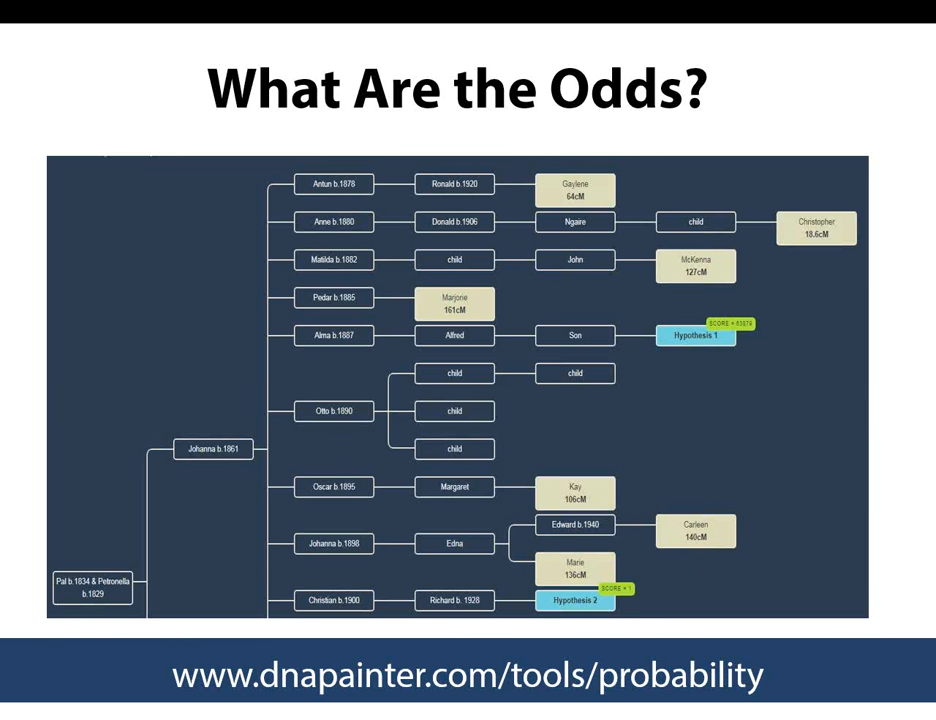 What Are the Odds?
Antun b.1878
Ronald b.1920
Gaylene
64cM
Anne b.1880
Donald b.1906
Ngaire
child
Christopher
18.6cM
Matilda b.1882
child
John
McKenna
127cM
Pedar b.1885
Marjorie
161cM
SCORE = 63879
Alma b.1887
Alfred
Son
Hypothesis 1
child
child
Otto b.1890
child
child
Johanna b.1861
Oscar b.1895
Margaret
Kay
106cM
Edward b.1940
Carleen
140cM
Johanna b.1898
Edna
Marie
136cM
Pal b.1834 & Petronella
b.1829
SCORE = 1
Christian b.1900
Richard b. 1928
Hypothesis 2
www.dnapainter.com/tools/probability